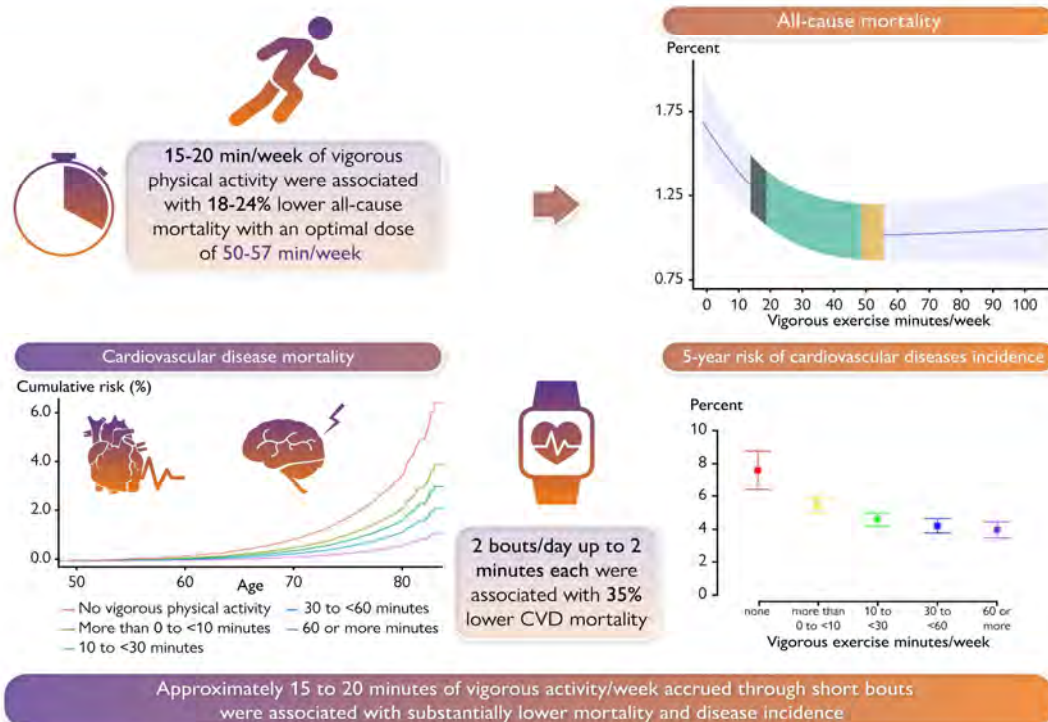 All-cause mortality
Percent
1.75
1.25
0.75
0 10 20 30 40 50 60 70 80 90 100
Vigorous exercise minutes/week
15-20 min/week of vigorous
physical activity were associated
with 18-24% lower all-cause
mortality with an optimal dose
of 50-57 min/week
Cardiovascular disease mortality
Cumulative risk (%)
6.0
4.0
2.0
0.0
50 60 70 80
Age
No vigorous physical activity
More than 0 to <10 minutes
10 to <30 minutes
30 to <60 minutes
60 or more minutes
2 bouts/day up to 2
minutes each were
associated with 35%
lower CVD mortality
5-year risk of cardiovascular diseases incidence
Percent
10
8
6
4
2
0
none
more than
0 to <10
10 to
<30
30 to
<60
60 or
more
Vigorous exercise minutes/week
Approximately 15 to 20 minutes of vigorous activity/week accrued through short bouts
were associated with substantially lower mortality and disease incidence